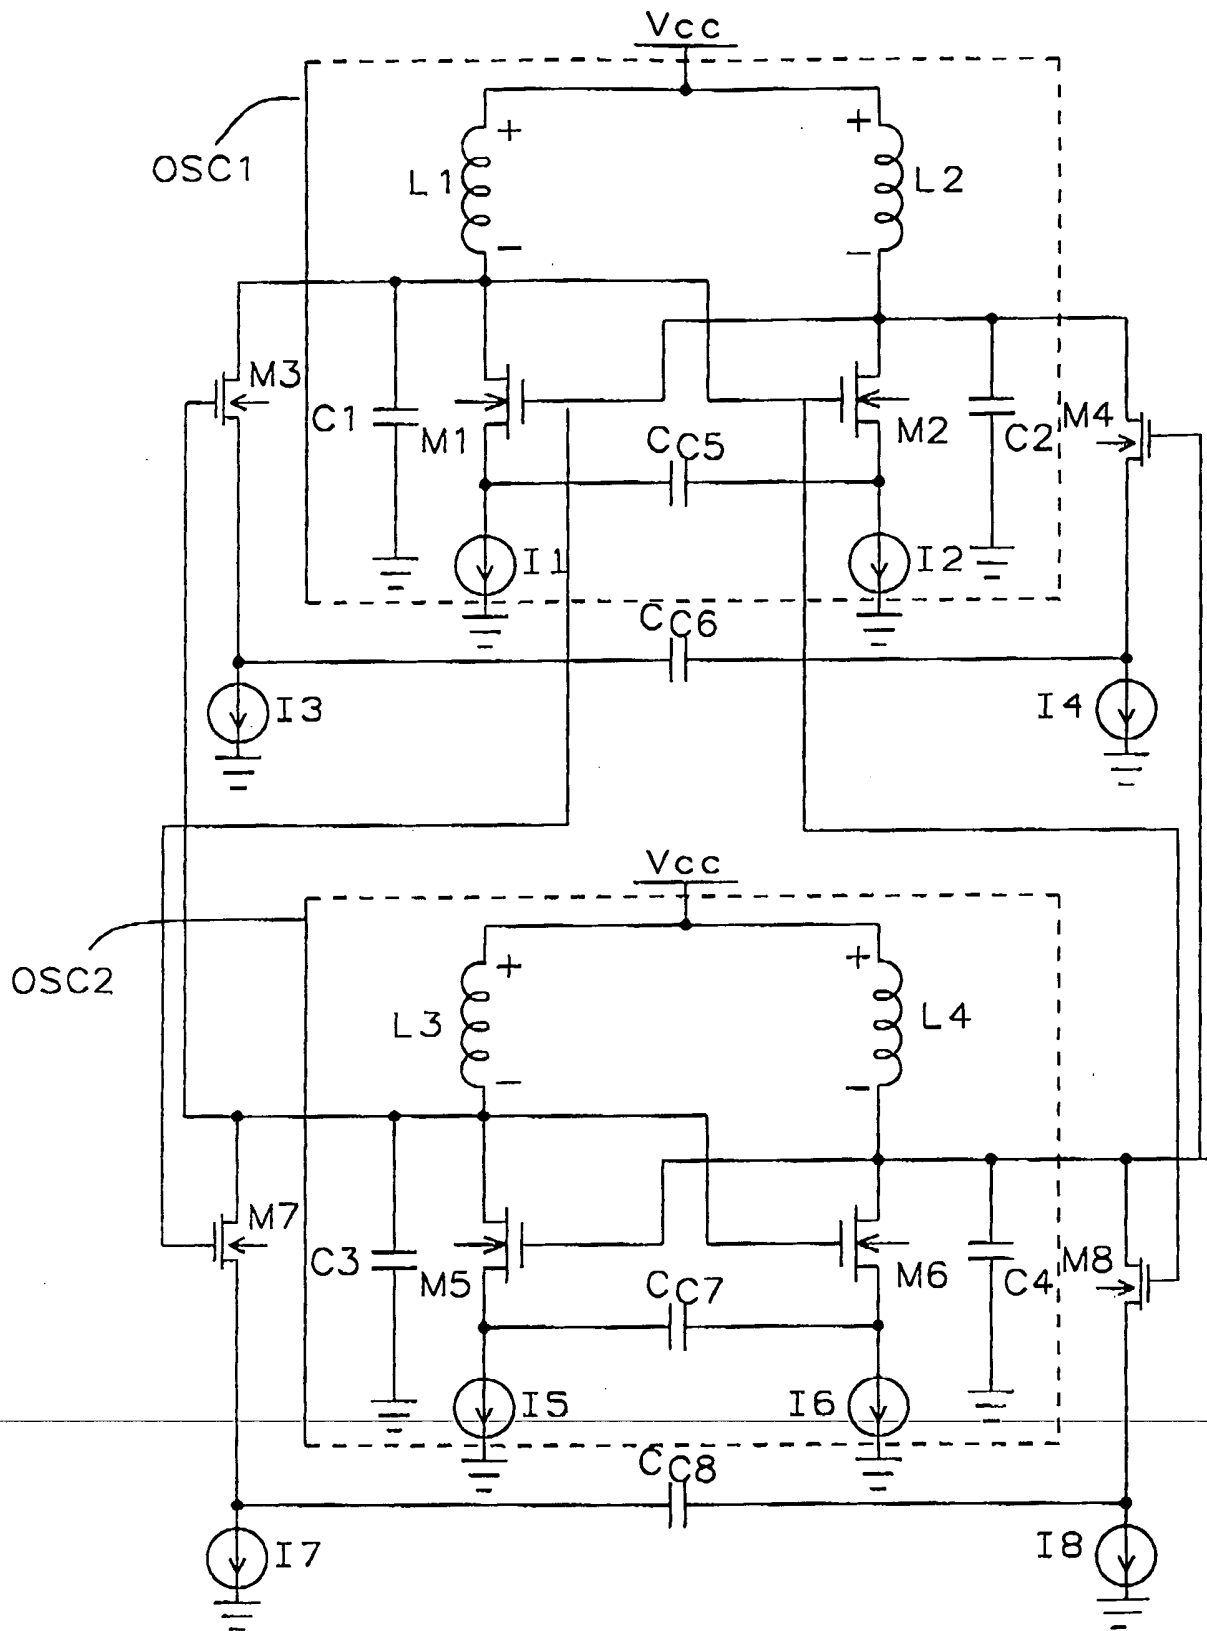 Vcc
OSC1
+
+
L1
L2
−
−
M3
C1
M1
M2
C2
M4
CC5
I1
I2
CC6
I3
I4
Vcc
OSC2
+
+
L3
L4
−
−
M7
C3
M5
M6
C4
M8
CC7
I5
I6
CC8
I7
I8